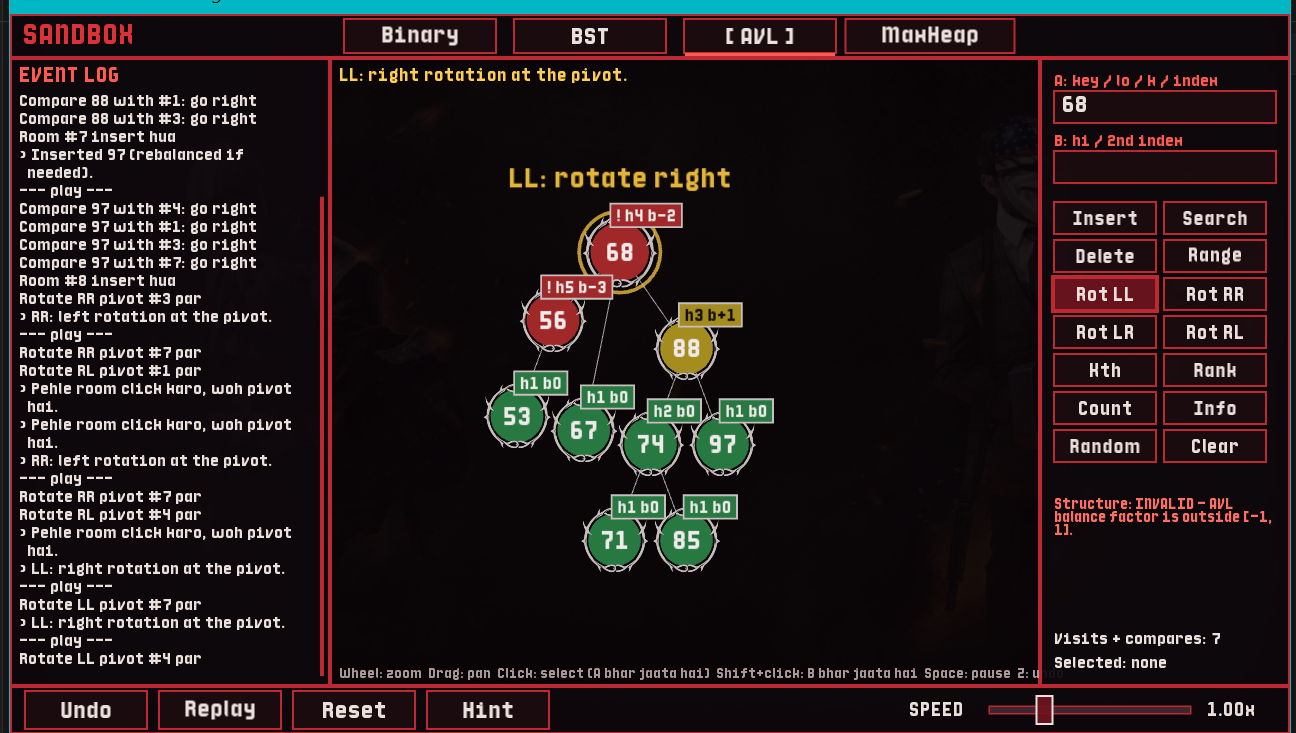 SANDBOX
Binary
BST
[ AVL ]
MaxHeap
EVENT LOG
Compare 88 with #1: go right
Compare 88 with #3: go right
Room #7 insert hua
› Inserted 97 (rebalanced if
needed).
--- play ---
Compare 97 with #4: go right
Compare 97 with #1: go right
Compare 97 with #3: go right
Compare 97 with #7: go right
Room #8 insert hua
Rotate RR pivot #3 par
› RR: left rotation at the pivot.
--- play ---
Rotate RR pivot #7 par
Rotate RL pivot #1 par
› Pehle room click karo, woh pivot
hai.
› Pehle room click karo, woh pivot
hai.
› RR: left rotation at the pivot.
--- play ---
Rotate RR pivot #7 par
Rotate RL pivot #4 par
› Pehle room click karo, woh pivot
hai.
› LL: right rotation at the pivot.
--- play ---
Rotate LL pivot #7 par
› LL: right rotation at the pivot.
--- play ---
Rotate LL pivot #4 par
LL: right rotation at the pivot.
LL: rotate right
! h4 b-2
68
! h5 b-3
56
h3 b+1
88
h1 b0
53
h1 b0
67
h2 b0
74
h1 b0
97
h1 b0
71
h1 b0
85
Wheel: zoom Drag: pan Click: select (A bhar jaata hai) Shift+click: B bhar jaata hai Space: pause Z: undo
A: key / lo / k / index
68
B: hi / 2nd index
Insert
Search
Delete
Range
Rot LL
Rot RR
Rot LR
Rot RL
Kth
Rank
Count
Info
Random
Clear
Structure: INVALID - AVL
balance factor is outside [-1,
1].
Visits + compares: 7
Selected: none
Undo
Replay
Reset
Hint
SPEED
1.00x